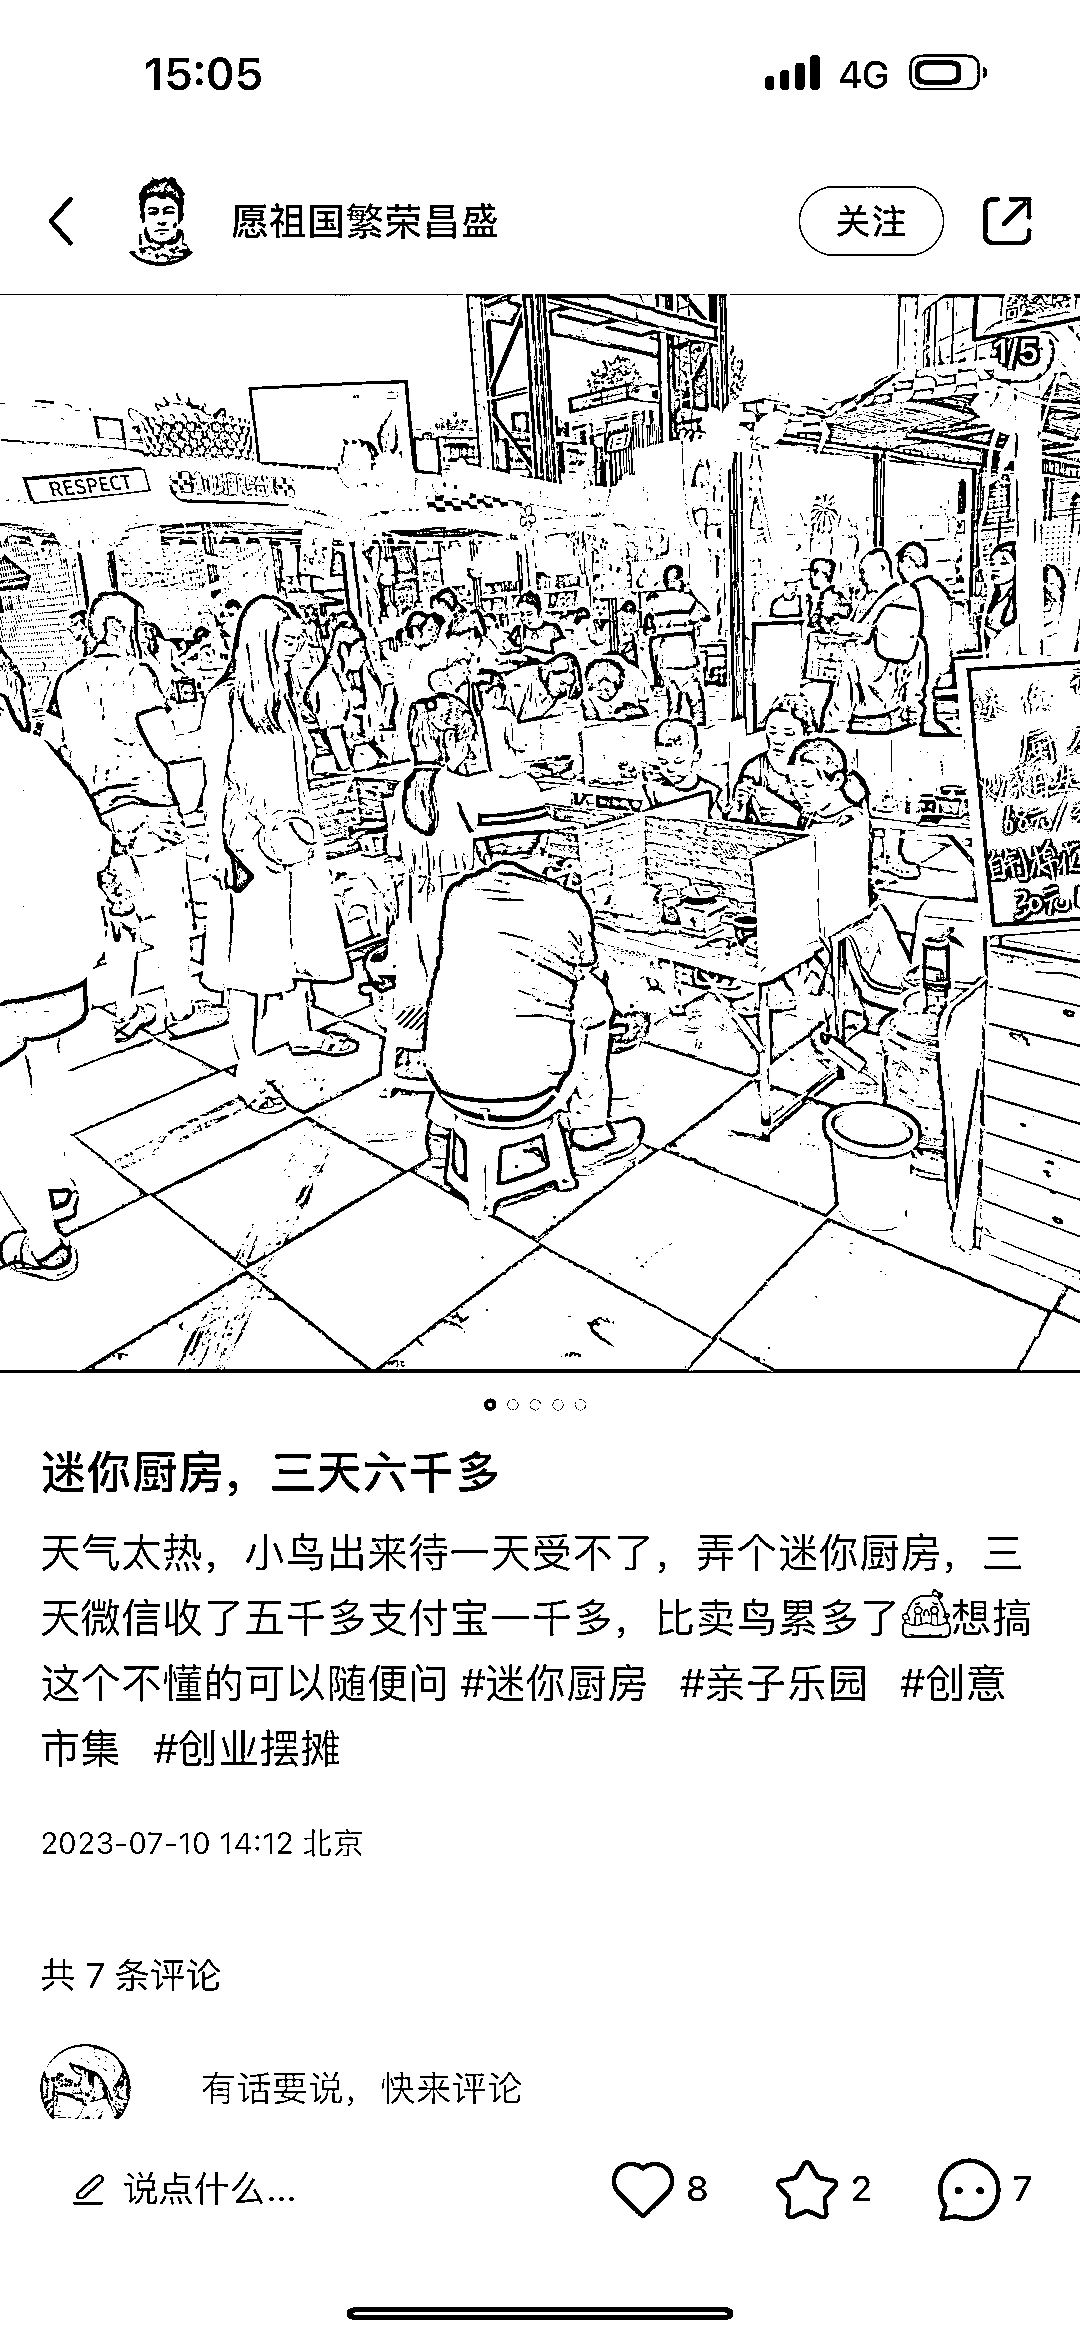 15:05
4G
愿祖国繁荣昌盛
关注
1/5
RESPECT
30元
迷你厨房，三天六千多
天气太热，小鸟出来待一天受不了，弄个迷你厨房，三
天微信收了五千多支付宝一千多，比卖鸟累多了想搞
这个不懂的可以随便问 #迷你厨房 #亲子乐园 #创意
市集 #创业摆摊
2023-07-10 14:12 北京
共 7 条评论
有话要说，快来评论
说点什么...
8
2
7